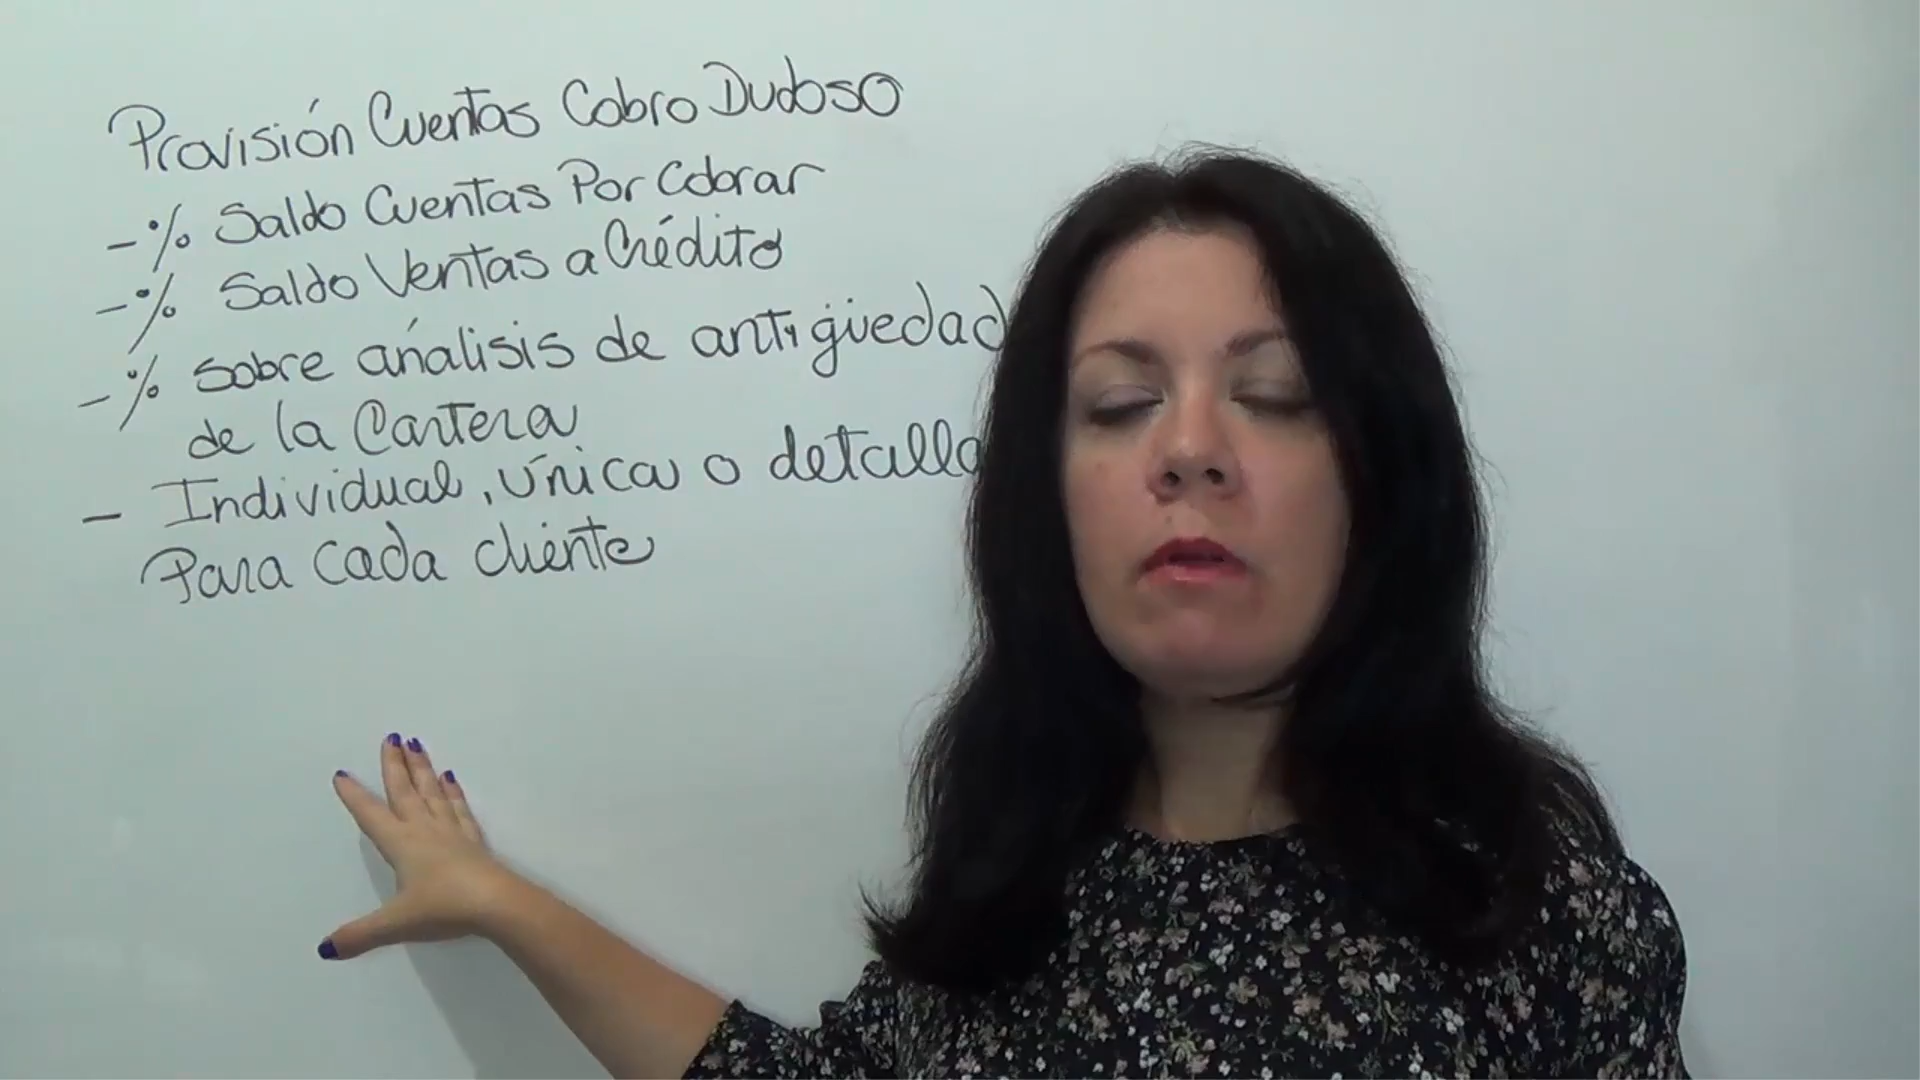 Provisión Cuentas Cobro Dudoso
-% Saldo Cuentas Por Cobrar
-% Saldo Ventas a Crédito
-% Sobre análisis de antigüedad
de la Cartera
- Individual, única o detalla
Para cada cliente